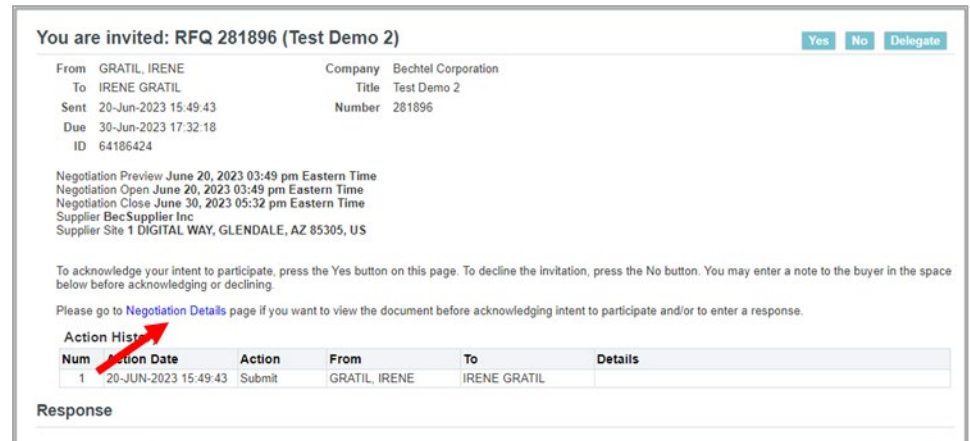 You are invited: RFQ 281896 (Test Demo 2)
Yes No Delegate
From GRATIL, IRENE Company Bechtel Corporation
To IRENE GRATIL Title Test Demo 2
Sent 20-Jun-2023 15:49:43 Number 281896
Due 30-Jun-2023 17:32:18
ID 64186424
Negotiation Preview June 20, 2023 03:49 pm Eastern Time
Negotiation Open June 20, 2023 03:49 pm Eastern Time
Negotiation Close June 30, 2023 05:32 pm Eastern Time
Supplier BecSupplier Inc
Supplier Site 1 DIGITAL WAY, GLENDALE, AZ 85305, US
To acknowledge your intent to participate, press the Yes button on this page. To decline the invitation, press the No button. You may enter a note to the buyer in the space
below before acknowledging or declining.
Please go to Negotiation Details page if you want to view the document before acknowledging intent to participate and/or to enter a response.
Action Hist
Num Action Date Action From To Details
1 20-JUN-2023 15:49:43 Submit GRATIL, IRENE IRENE GRATIL
Response